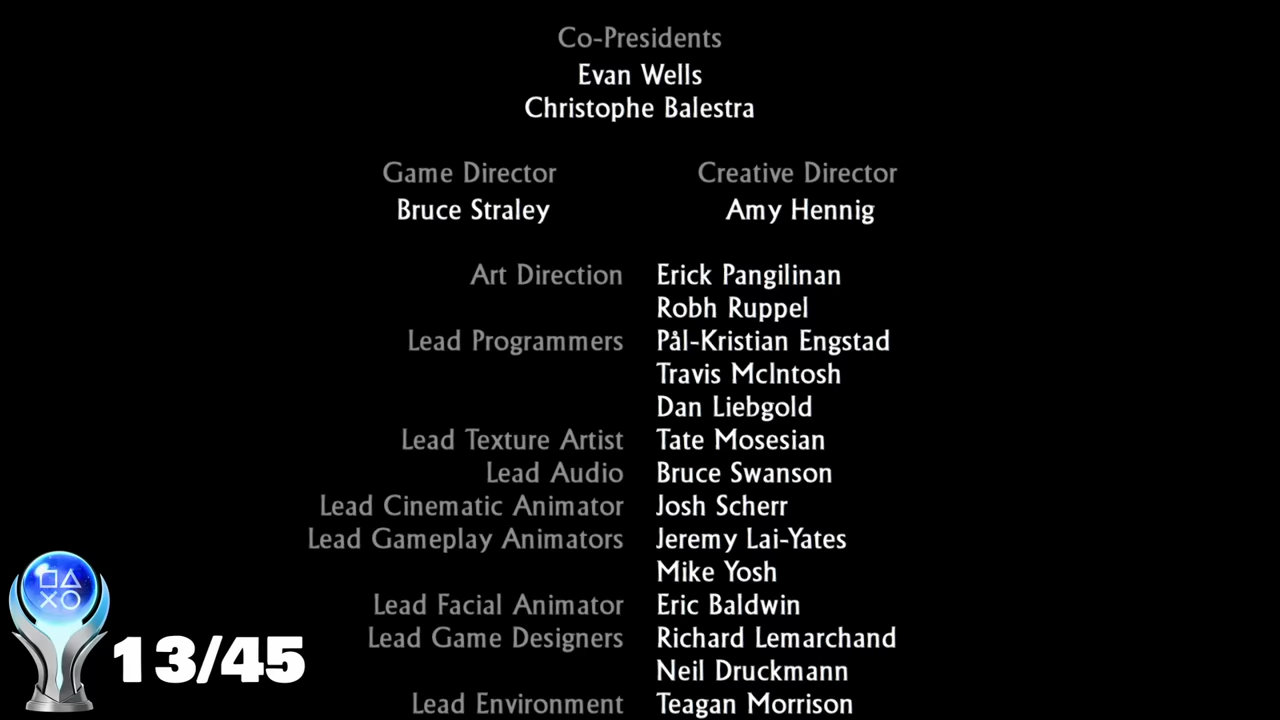 Co-Presidents
Evan Wells
Christophe Balestra
Game Director Creative Director
Bruce Straley Amy Hennig
Art Direction Erick Pangilinan
Robh Ruppel
Lead Programmers Pål-Kristian Engstad
Travis McIntosh
Dan Liebgold
Lead Texture Artist Tate Mosesian
Lead Audio Bruce Swanson
Lead Cinematic Animator Josh Scherr
Lead Gameplay Animators Jeremy Lai-Yates
Mike Yosh
Lead Facial Animator Eric Baldwin
Lead Game Designers Richard Lemarchand
Neil Druckmann
Lead Environment Teagan Morrison
13/45